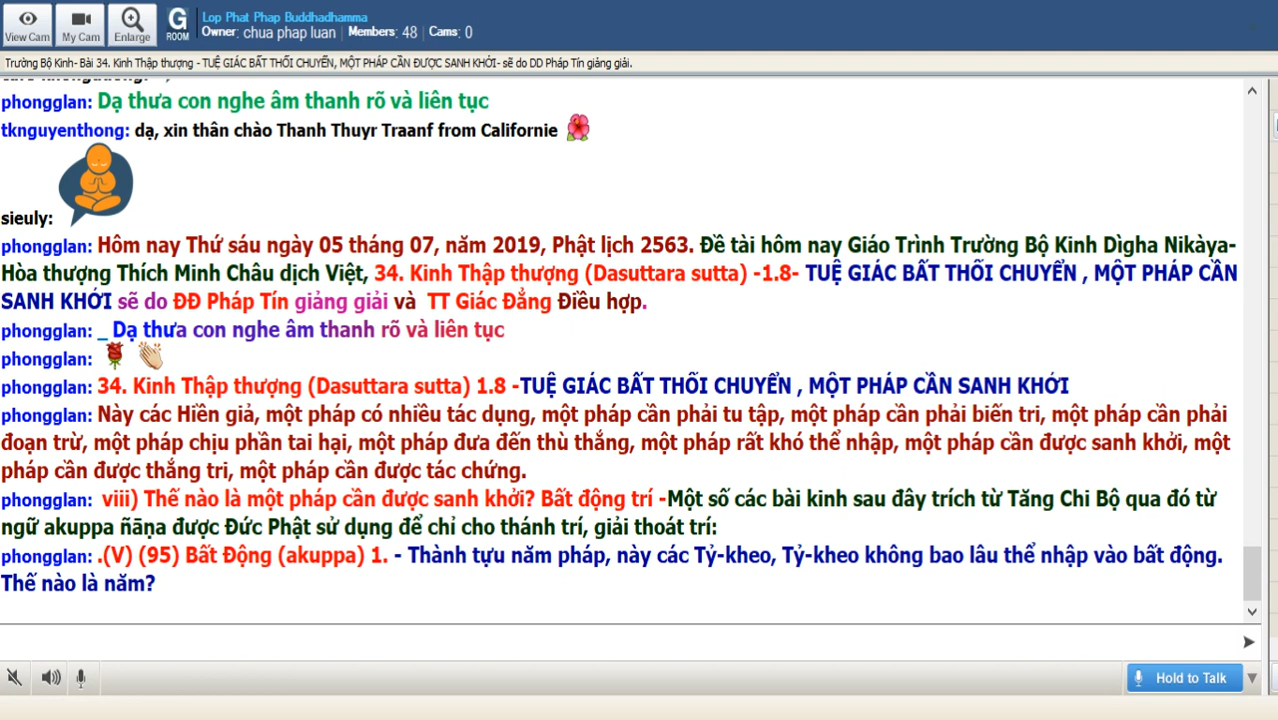 View Cam
My Cam
Enlarge
G
ROOM
Lop Phat Phap Buddhadhamma
Owner: chua phap luan | Members: 48 | Cams: 0
Trường Bộ Kinh- Bài 34. Kinh Thập thượng - TUỆ GIÁC BẤT THỐI CHUYỂN, MỘT PHÁP CẦN ĐƯỢC SANH KHỞI- sẽ do DD Pháp Tín giảng giải.
phongglan: Dạ thưa con nghe âm thanh rõ và liên tục
tknguyenthong: dạ, xin thân chào Thanh Thuyr Traanf from Californie
sieuly:
phongglan: Hôm nay Thứ sáu ngày 05 tháng 07, năm 2019, Phật lịch 2563. Đề tài hôm nay Giáo Trình Trường Bộ Kinh Dìgha Nikàya-
Hòa thượng Thích Minh Châu dịch Việt, 34. Kinh Thập thượng (Dasuttara sutta) -1.8- TUỆ GIÁC BẤT THỐI CHUYỂN , MỘT PHÁP CẦN
SANH KHỞI sẽ do ĐĐ Pháp Tín giảng giải và TT Giác Đẳng Điều hợp.
phongglan: _ Dạ thưa con nghe âm thanh rõ và liên tục
phongglan:
phongglan: 34. Kinh Thập thượng (Dasuttara sutta) 1.8 -TUỆ GIÁC BẤT THỐI CHUYỂN , MỘT PHÁP CẦN SANH KHỞI
phongglan: Này các Hiền giả, một pháp có nhiều tác dụng, một pháp cần phải tu tập, một pháp cần phải biến tri, một pháp cần phải
đoạn trừ, một pháp chịu phần tai hại, một pháp đưa đến thù thắng, một pháp rất khó thể nhập, một pháp cần được sanh khởi, một
pháp cần được thắng tri, một pháp cần được tác chứng.
phongglan: viii) Thế nào là một pháp cần được sanh khởi? Bất động trí -Một số các bài kinh sau đây trích từ Tăng Chi Bộ qua đó từ
ngữ akuppa ñāṇa được Đức Phật sử dụng để chỉ cho thánh trí, giải thoát trí:
phongglan: .(V) (95) Bất Động (akuppa) 1. - Thành tựu năm pháp, này các Tỷ-kheo, Tỷ-kheo không bao lâu thể nhập vào bất động.
Thế nào là năm?
Hold to Talk